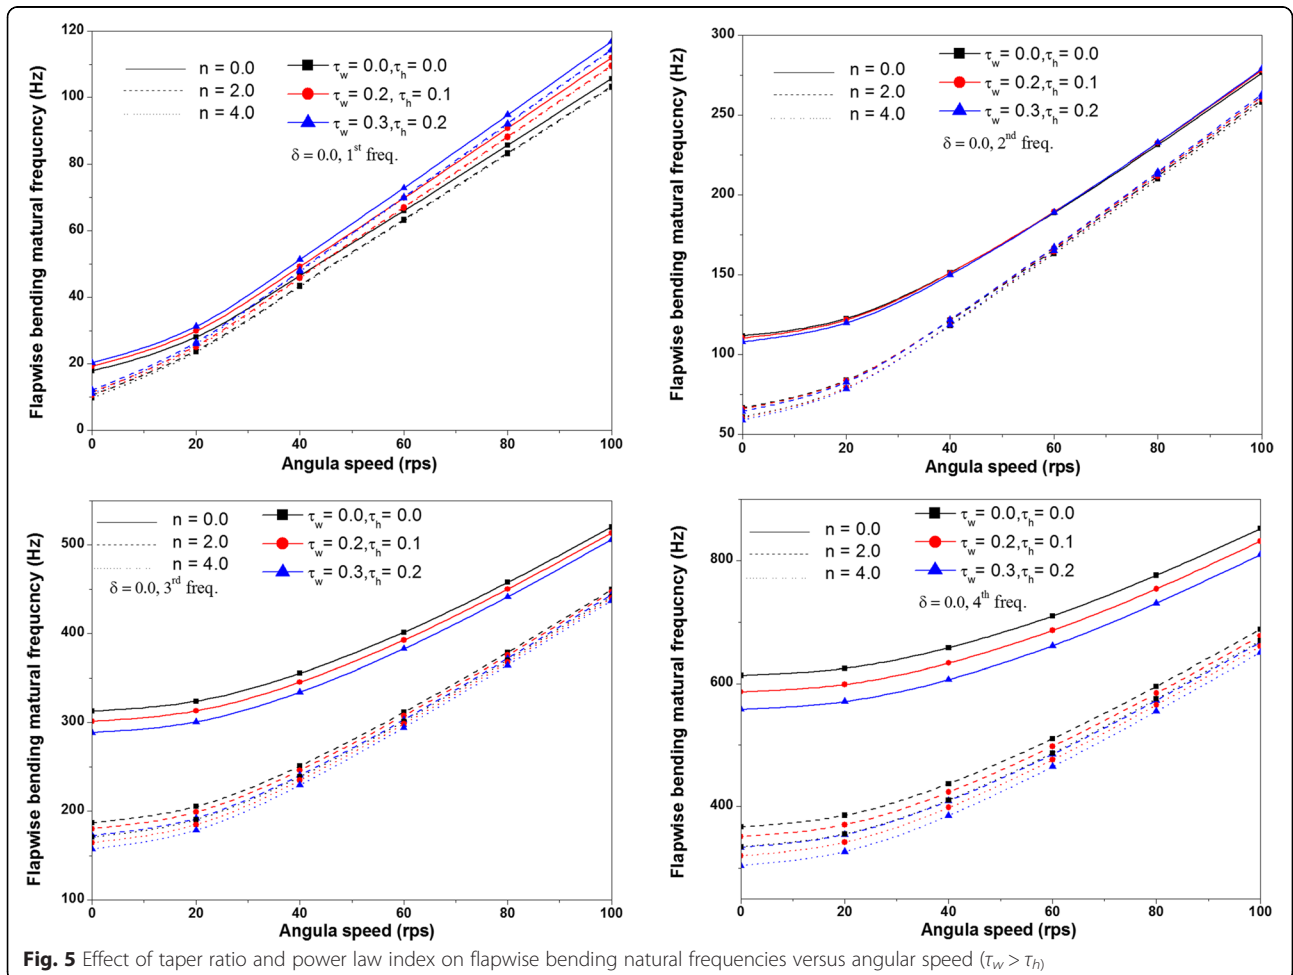 Flapwise bending matural frequcncy (Hz)
120
100
80
60
40
20
0
n = 0.0
n = 2.0
n = 4.0
τw= 0.0,τh= 0.0
τw= 0.2, τh= 0.1
τw= 0.3,τh= 0.2
δ = 0.0, 1st freq.
0 20 40 60 80 100
Angula speed (rps)
Flapwise bending matural frequcncy (Hz)
300
250
200
150
100
50
n = 0.0
n = 2.0
n = 4.0
τw= 0.0,τh= 0.0
τw= 0.2,τh= 0.1
τw= 0.3,τh= 0.2
δ = 0.0, 2nd freq.
0 20 40 60 80 100
Angula speed (rps)
Flapwise bending matural frequcncy (Hz)
500
400
300
200
100
n = 0.0
n = 2.0
n = 4.0
τw= 0.0,τh= 0.0
τw= 0.2,τh= 0.1
τw= 0.3,τh= 0.2
δ = 0.0, 3rd freq.
0 20 40 60 80 100
Angula speed (rps)
Flapwise bending matural frequcncy (Hz)
800
600
400
n = 0.0
n = 2.0
n = 4.0
τw= 0.0,τh= 0.0
τw= 0.2,τh= 0.1
τw= 0.3,τh= 0.2
δ = 0.0, 4th freq.
0 20 40 60 80 100
Angula speed (rps)
Fig. 5 Effect of taper ratio and power law index on flapwise bending natural frequencies versus angular speed (τw > τh)